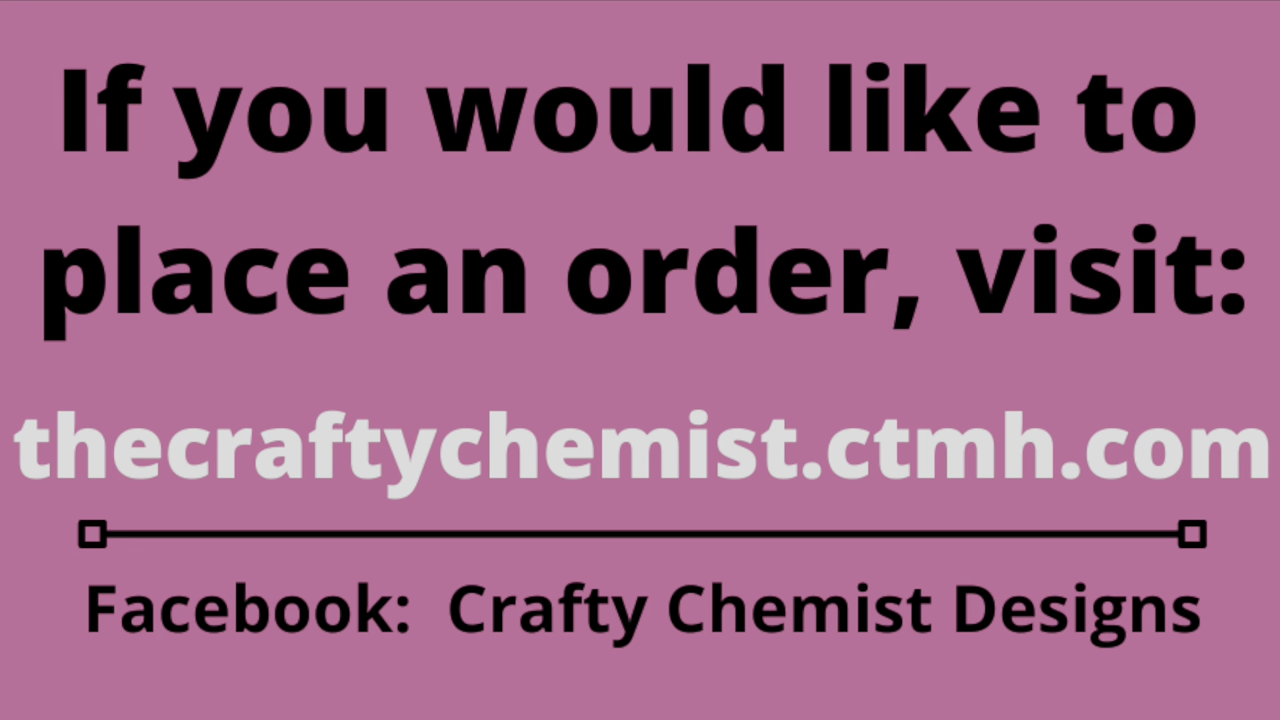 If you would like to
place an order, visit:
thecraftychemist.ctmh.com
Facebook:  Crafty Chemist Designs